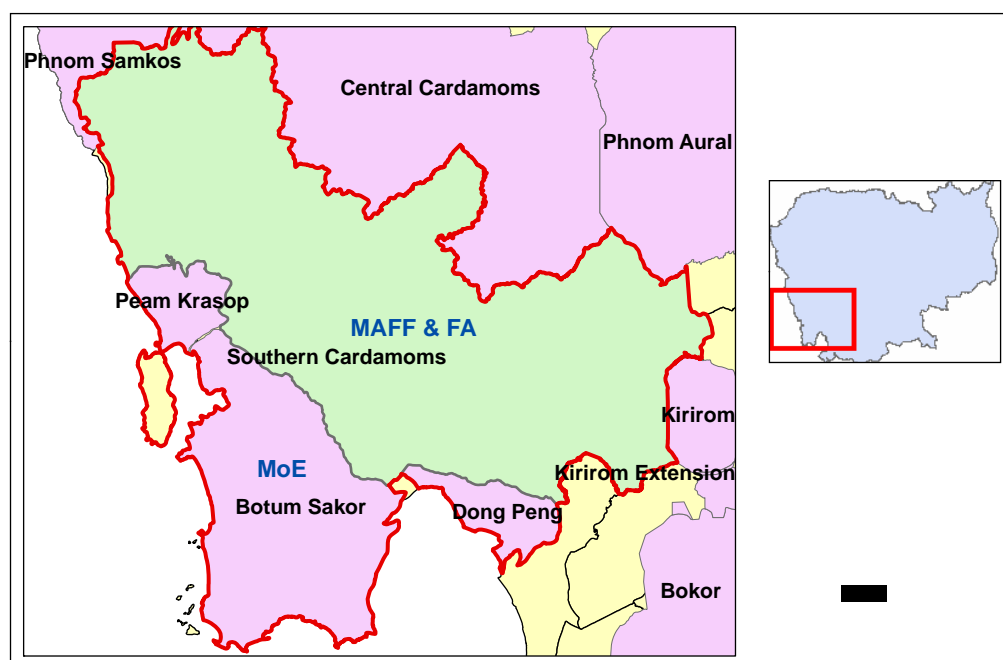 Phnom Samkos
Central Cardamoms
Phnom Aural
Peam Krasop
MAFF & FA
Southern Cardamoms
Kirirom
MoE
Kirirom Extension
Botum Sakor
Dong Peng
Bokor